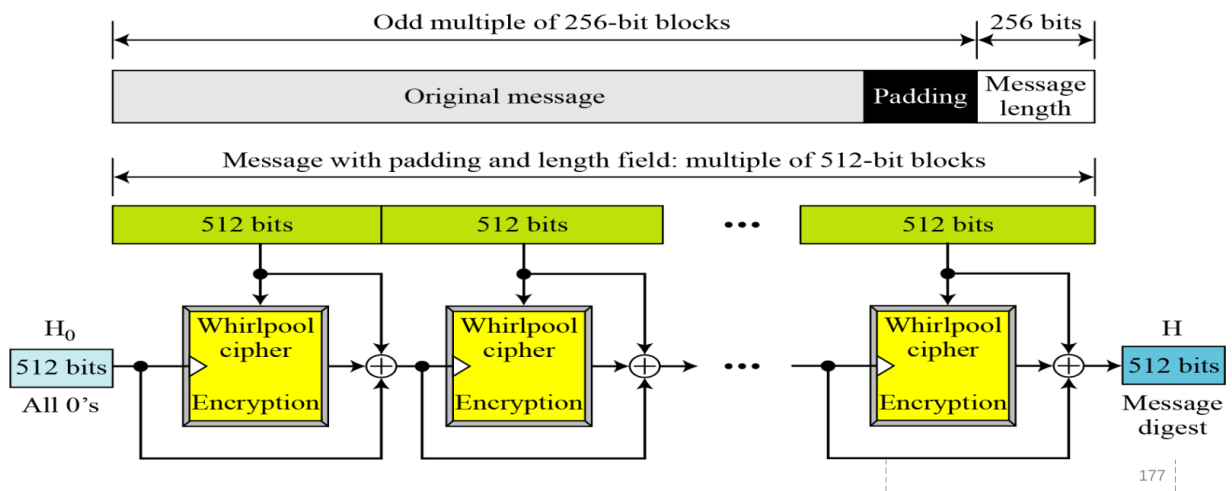 Odd multiple of 256-bit blocks
256 bits
Original message
Padding
Message
length
Message with padding and length field: multiple of 512-bit blocks
512 bits
512 bits
•••
512 bits
H₀
512 bits
All 0's
Whirlpool
cipher
Encryption
Whirlpool
cipher
Encryption
•••
Whirlpool
cipher
Encryption
H
512 bits
Message
digest
177